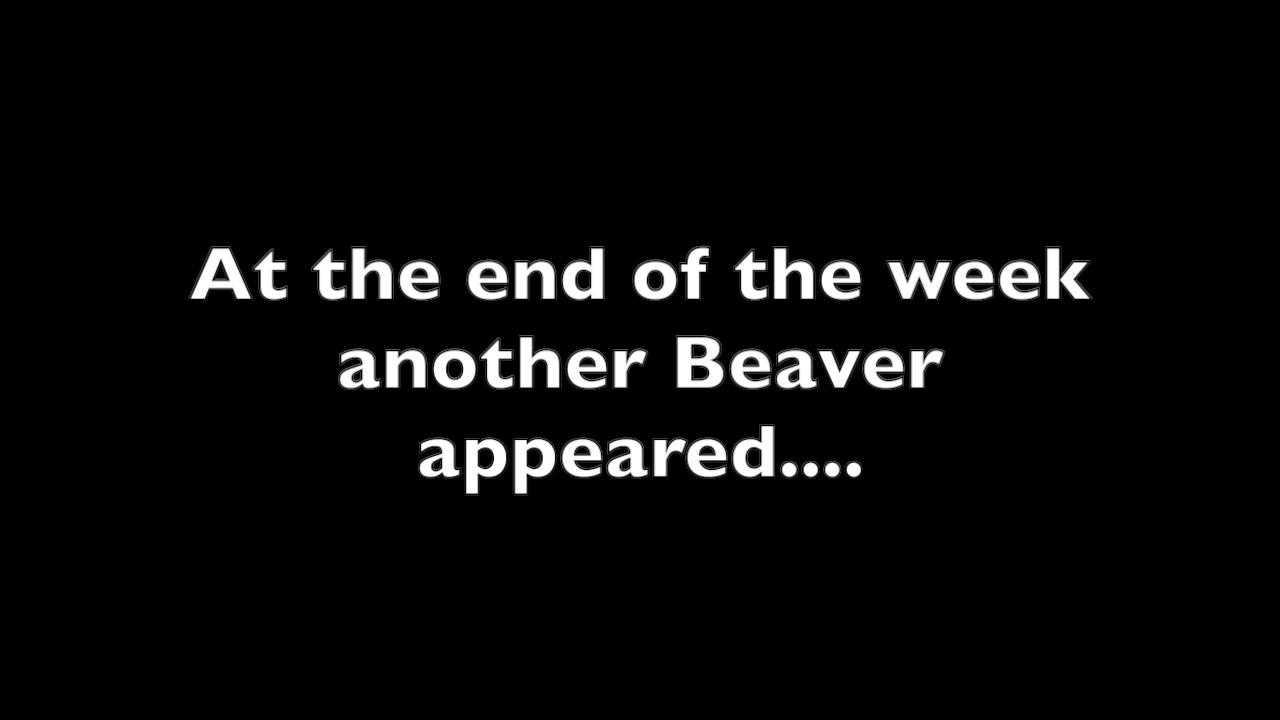 At the end of the week
another Beaver
appeared....